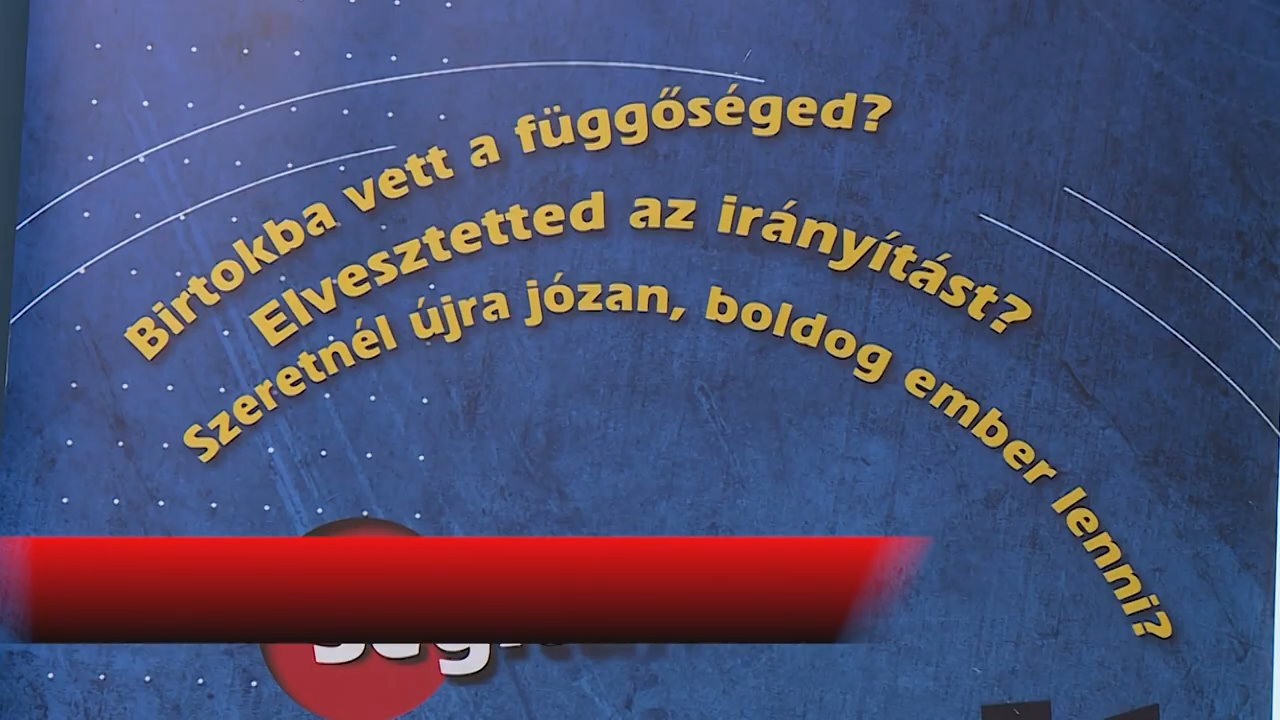 Birtokba vett a függőséged?
Elvesztetted az irányítást?
Szeretnél újra józan, boldog ember lenni?